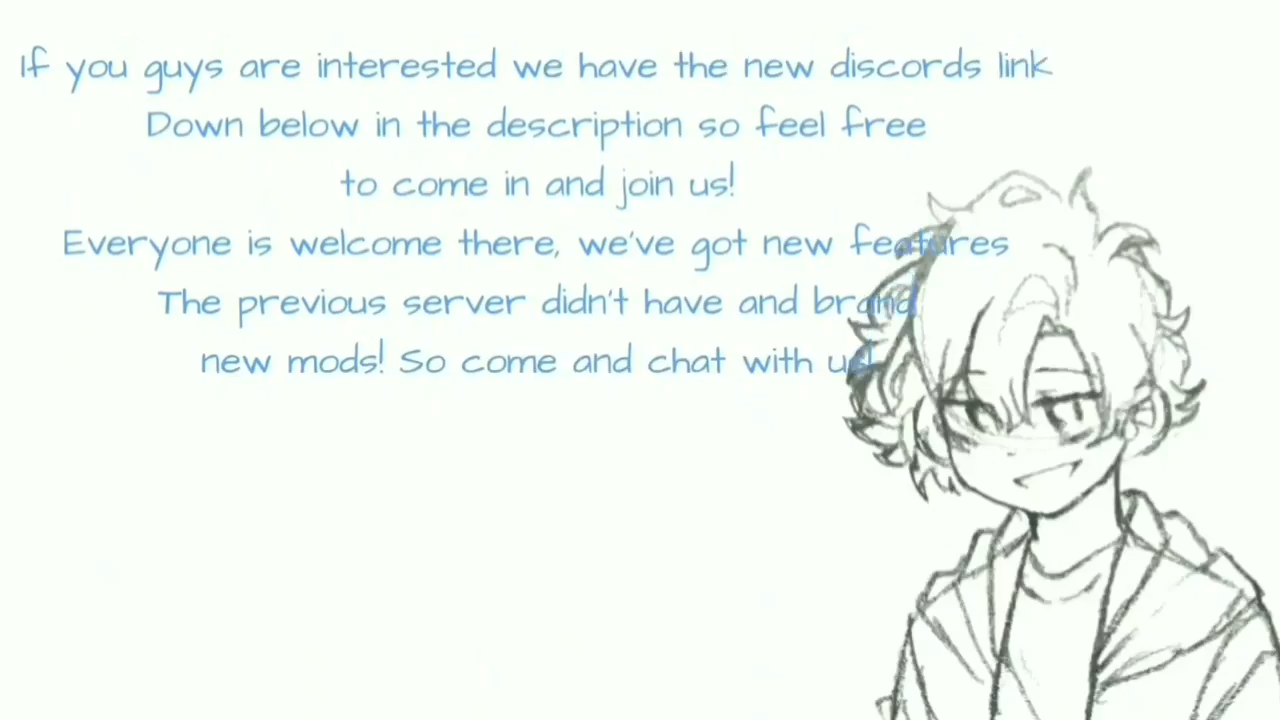 If you guys are interested we have the new discords link
Down below in the description so feel free
to come in and join us!
Everyone is welcome there, we've got new features
The previous server didn't have and brand
new mods! So come and chat with us!